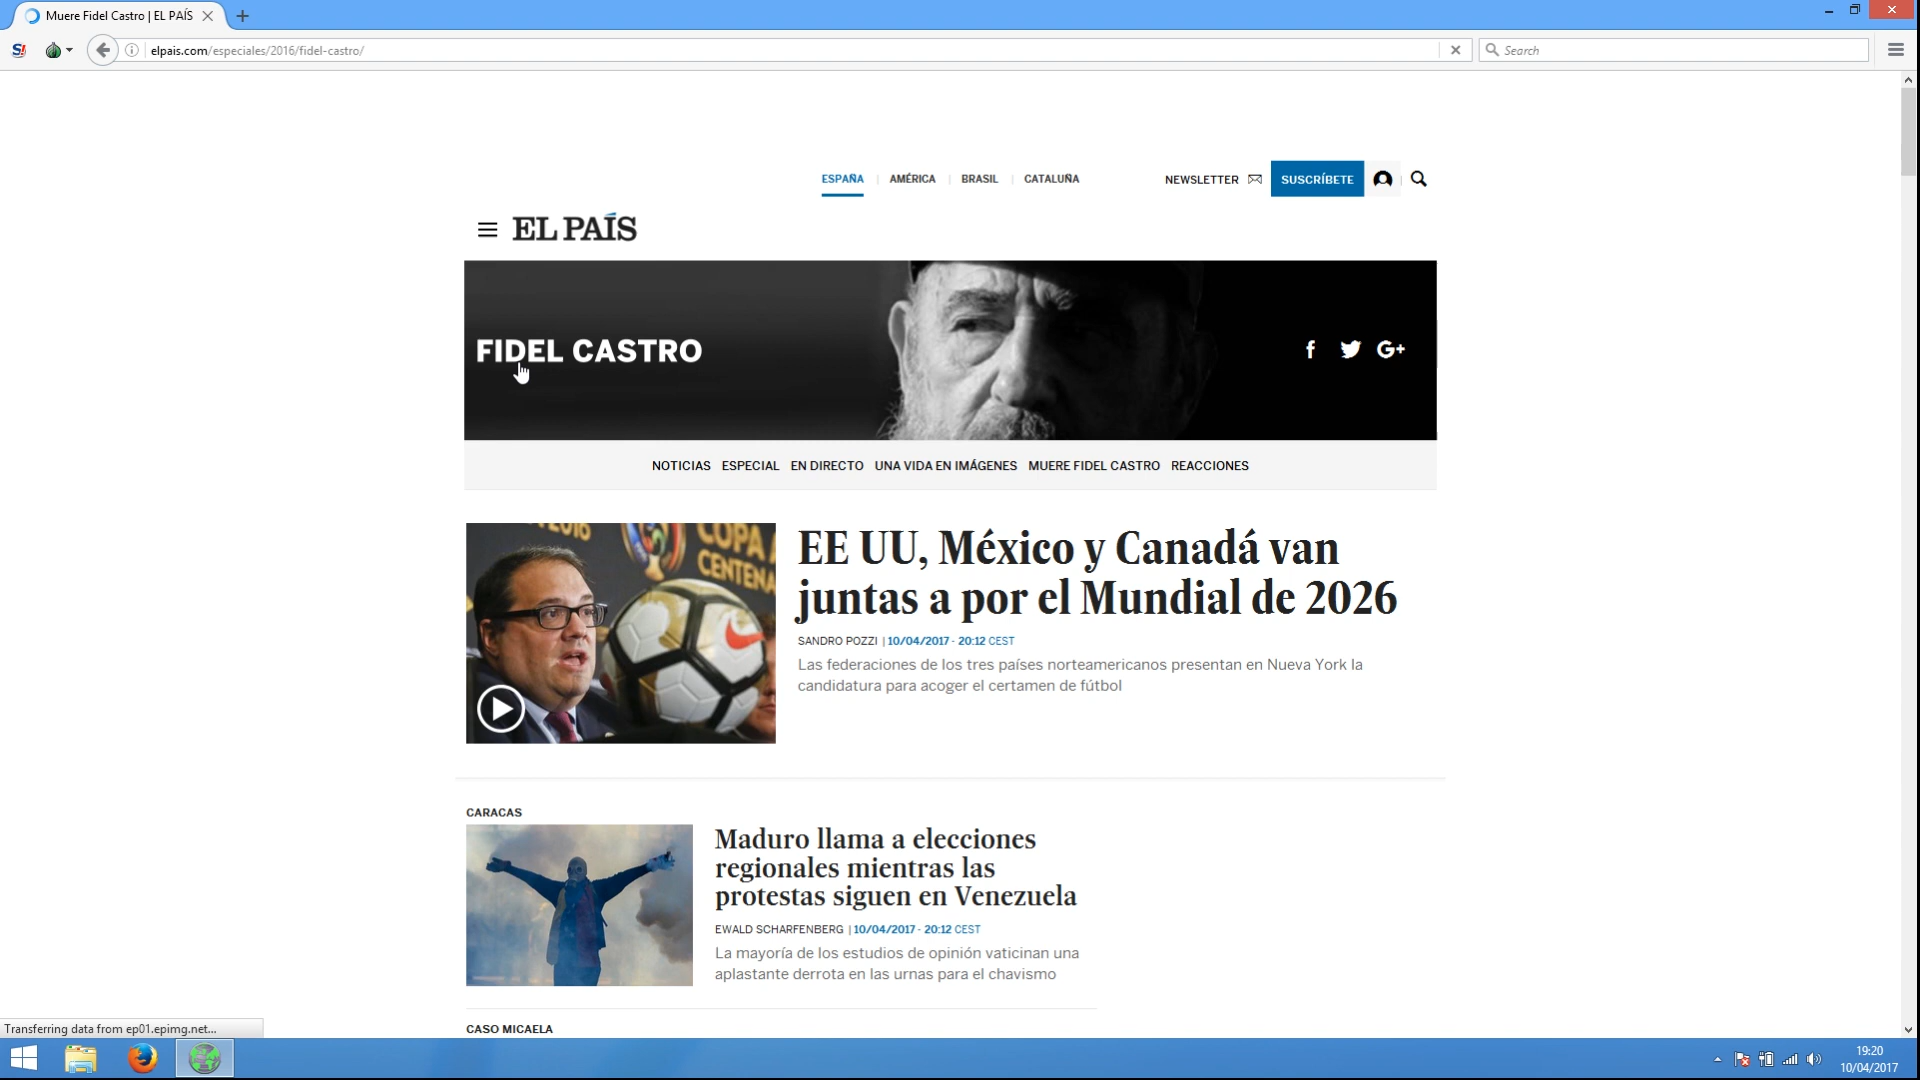 Muere Fidel Castro | EL PAÍS
elpais.com/especiales/2016/fidel-castro/
Search
ESPAÑA | AMÉRICA | BRASIL | CATALUÑA
NEWSLETTER
SUSCRÍBETE
EL PAÍS
FIDEL CASTRO
NOTICIAS ESPECIAL EN DIRECTO UNA VIDA EN IMÁGENES MUERE FIDEL CASTRO REACCIONES
COPA
CENTENA
2016
EE UU, México y Canadá van
juntas a por el Mundial de 2026
SANDRO POZZI | 10/04/2017 - 20:12 CEST
Las federaciones de los tres países norteamericanos presentan en Nueva York la
candidatura para acoger el certamen de fútbol
CARACAS
Maduro llama a elecciones
regionales mientras las
protestas siguen en Venezuela
EWALD SCHARFENBERG | 10/04/2017 - 20:12 CEST
La mayoría de los estudios de opinión vaticinan una
aplastante derrota en las urnas para el chavismo
CASO MICAELA
Transferring data from ep01.epimg.net...
19:20
10/04/2017